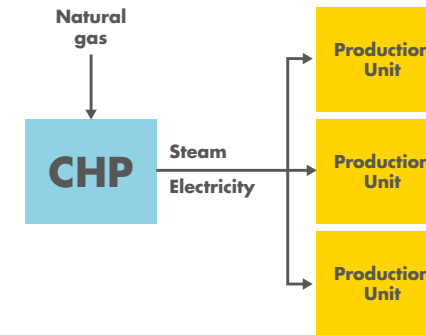 Natural
gas
CHP
Steam
Electricity
Production
Unit
Production
Unit
Production
Unit